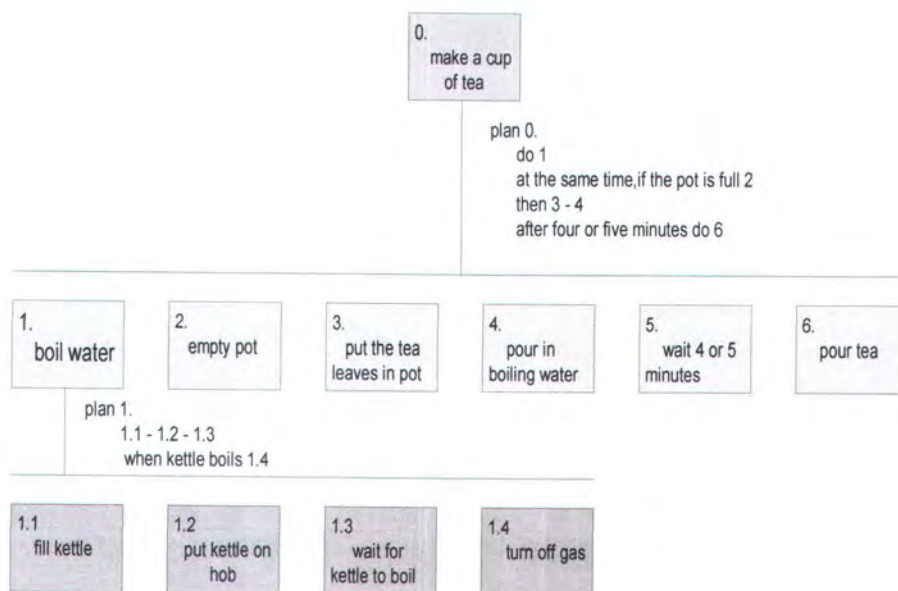 0.
make a cup
of tea
plan 0.
do 1
at the same time,if the pot is full 2
then 3 - 4
after four or five minutes do 6
1.
boil water
2.
empty pot
3.
put the tea
leaves in pot
4.
pour in
boiling water
5.
wait 4 or 5
minutes
6.
pour tea
plan 1.
1.1 - 1.2 - 1.3
when kettle boils 1.4
1.1
fill kettle
1.2
put kettle on
hob
1.3
wait for
kettle to boil
1.4
turn off gas